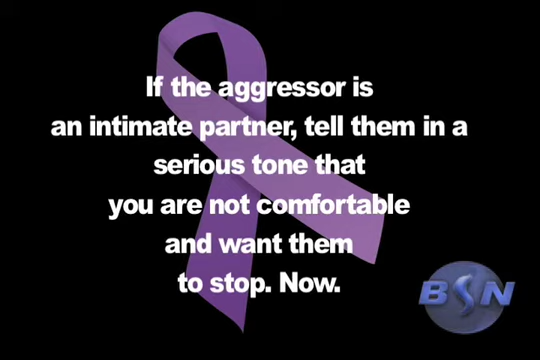 If the aggressor is
an intimate partner, tell them in a
serious tone that
you are not comfortable
and want them
to stop. Now.
BSN